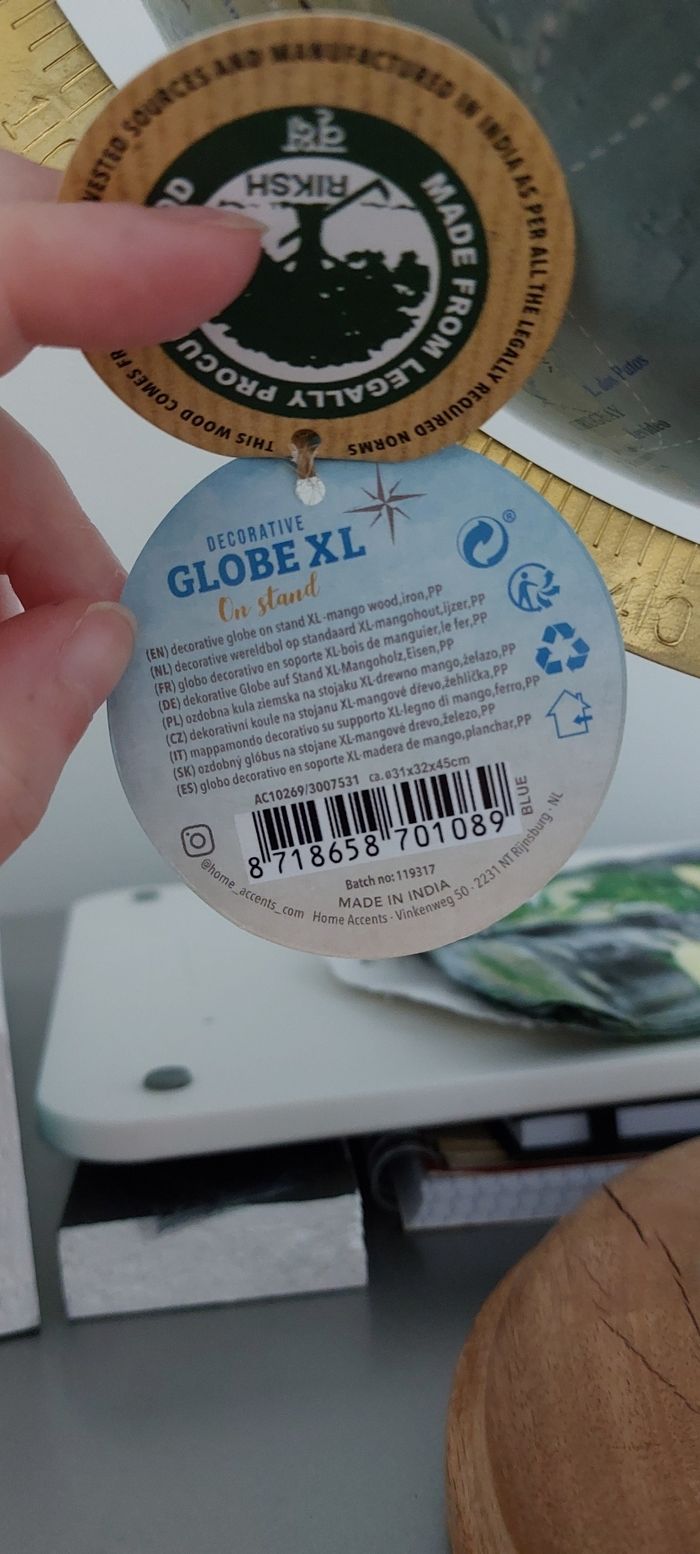 VESTED SOURCES AND MANUFACTURED IN INDIA AS PER ALL THE LEGALLY REQUIRED NORMS
THIS WOOD COMES FR
MADE FROM LEGALLY PROCU
OD
RIKSH
DECORATIVE
GLOBE XL
On stand
(EN) decorative globe on stand XL-mango wood,iron,PP
(NL) decorative wereldbol op standaard XL-mangohout,ijzer,PP
(FR) globo decorativo en soporte XL-bois de manguier,le fer,PP
(DE) dekorative Globe auf Stand XL-Mangoholz,Eisen,PP
(PL) ozdobna kula ziemska na stojaku XL-drewno mango,żelazo,PP
(CZ) dekorativní koule na stojanu XL-mangové dřevo,žehlička,PP
(IT) mappamondo decorativo su supporto XL-legno di mango,ferro,PP
(SK) ozdobný glóbus na stojane XL-mangové drevo,železo,PP
(ES) globo decorativo en soporte XL-madera de mango,planchar,PP
AC10269/3007531 ca.ø31x32x45cm
BLUE
8 718658 701089
Batch no: 119317
MADE IN INDIA
@home_accents_com Home Accents · Vinkenweg 50 · 2231 NT Rijnsburg · NL
L. dos Patos
URUGUAY